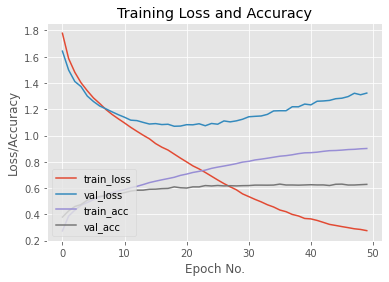 Training Loss and Accuracy
Loss/Accuracy
1.8
1.6
1.4
1.2
1.0
0.8
0.6
0.4
0.2
train_loss
val_loss
train_acc
val_acc
0 10 20 30 40 50
Epoch No.